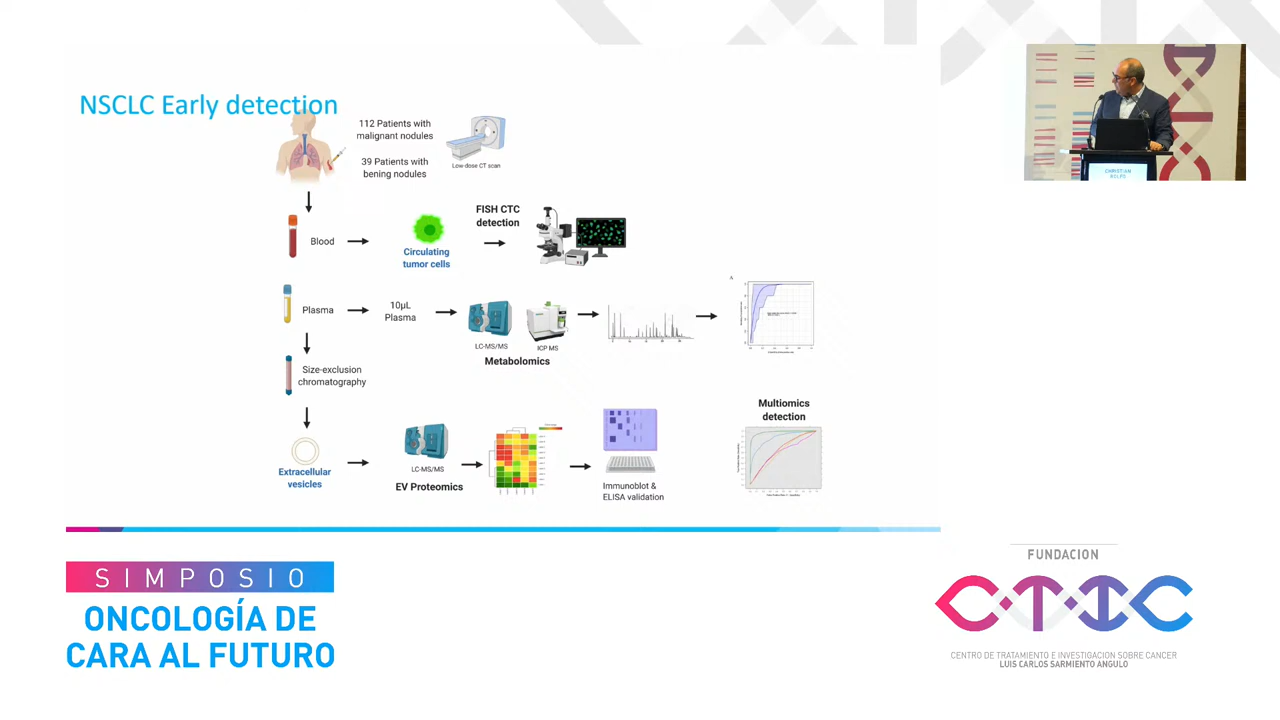 NSCLC Early detection
112 Patients with
malignant nodules
39 Patients with
bening nodules
Low-dose CT scan
Blood
Circulating
tumor cells
FISH CTC
detection
Plasma
10µL
Plasma
LC-MS/MS
ICP MS
Metabolomics
A
Size-exclusion
chromatography
Extracellular
vesicles
LC-MS/MS
EV Proteomics
Immunoblot &
ELISA validation
Multiomics
detection
CHRISTIAN
ROLFO
SIMPOSIO
ONCOLOGÍA DE
CARA AL FUTURO
FUNDACION
CTIC
CENTRO DE TRATAMIENTO E INVESTIGACION SOBRE CANCER
LUIS CARLOS SARMIENTO ANGULO